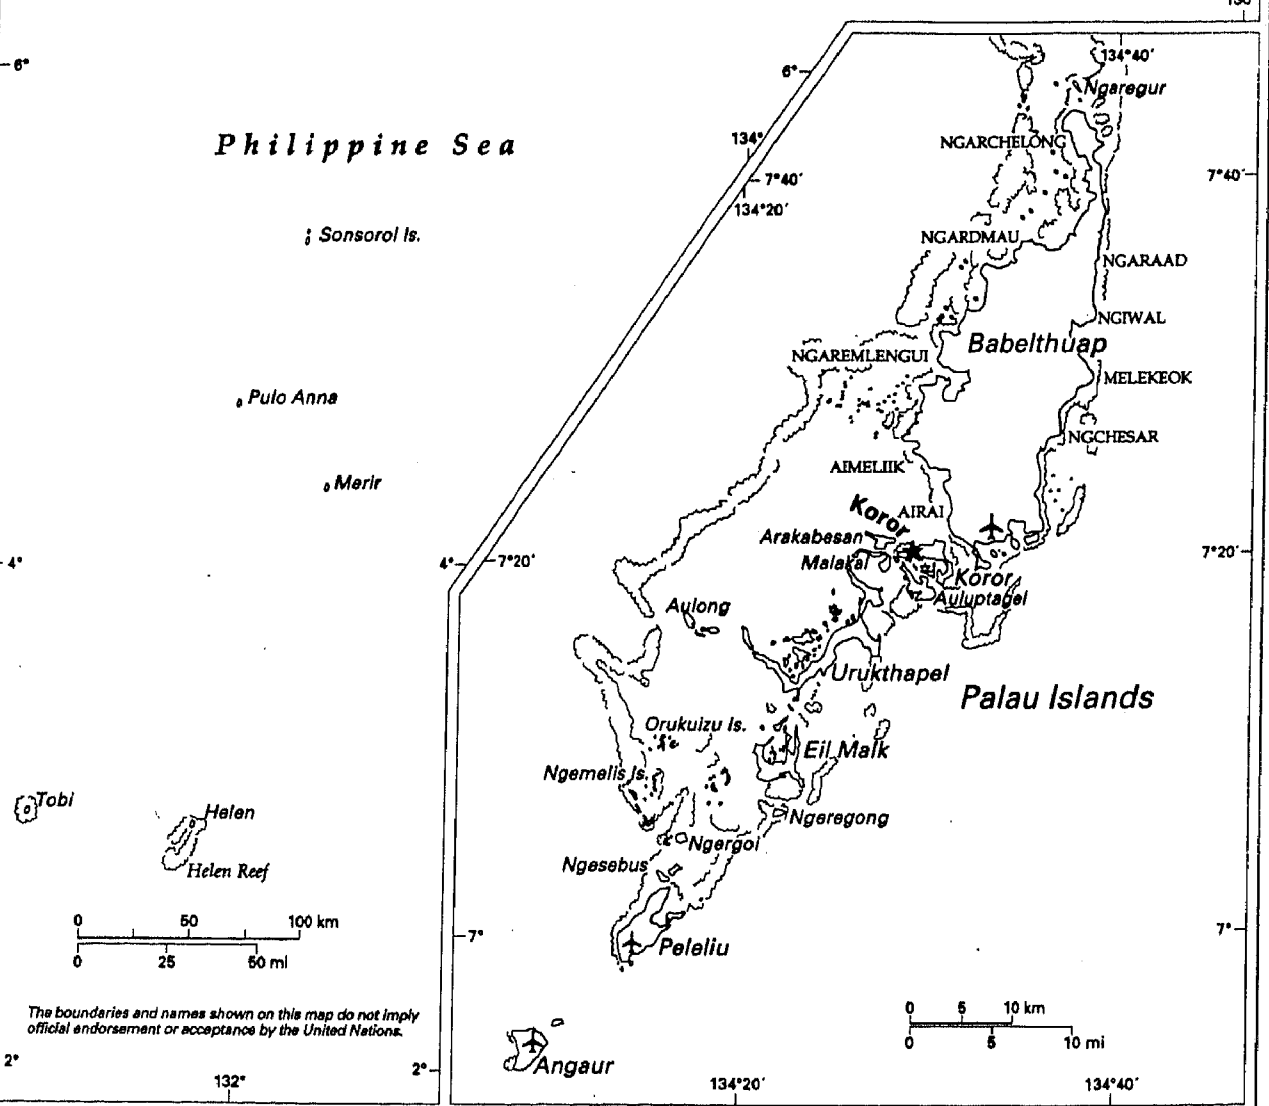 6°
6°
134°40′
Ngaregur
Philippine Sea
134°
NGARCHELONG
7°40′
7°40′
134°20′
Sonsorol Is.
NGARDMAU
NGARAAD
NGIWAL
Babelthuap
NGAREMLENGUI
MELEKEOK
Pulo Anna
NGCHESAR
AIMELIIK
Merir
Koror
AIRAI
Arakabesan
Malakal
4°
4°
7°20′
7°20′
Koror
Auluptagel
Aulong
Urukthapel
Palau Islands
Orukuizu Is.
Eil Malk
Ngemelis Is.
Tobi
Helen
Ngeregong
Ngergoi
Helen Reef
Ngesebus
0 50 100 km
0 25 50 mi
7°
Peleliu
7°
The boundaries and names shown on this map do not imply
official endorsement or acceptance by the United Nations.
0 5 10 km
0 5 10 mi
2°
2°
Angaur
132°
134°20′
134°40′